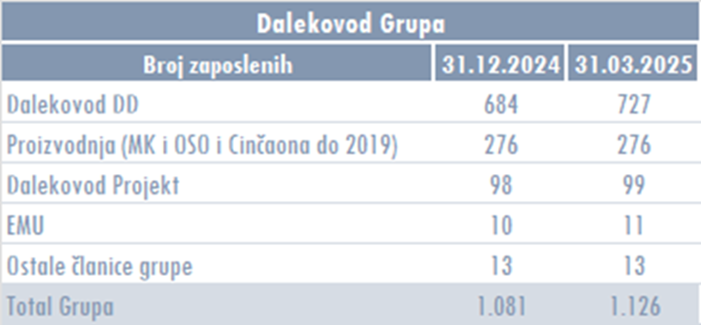 Dalekovod Grupa
Broj zaposlenih 31.12.2024 31.03.2025
Dalekovod DD 684 727
Proizvodnja (MK i OSO i Cinčaona do 2019) 276 276
Dalekovod Projekt 98 99
EMU 10 11
Ostale članice grupe 13 13
Total Grupa 1.081 1.126